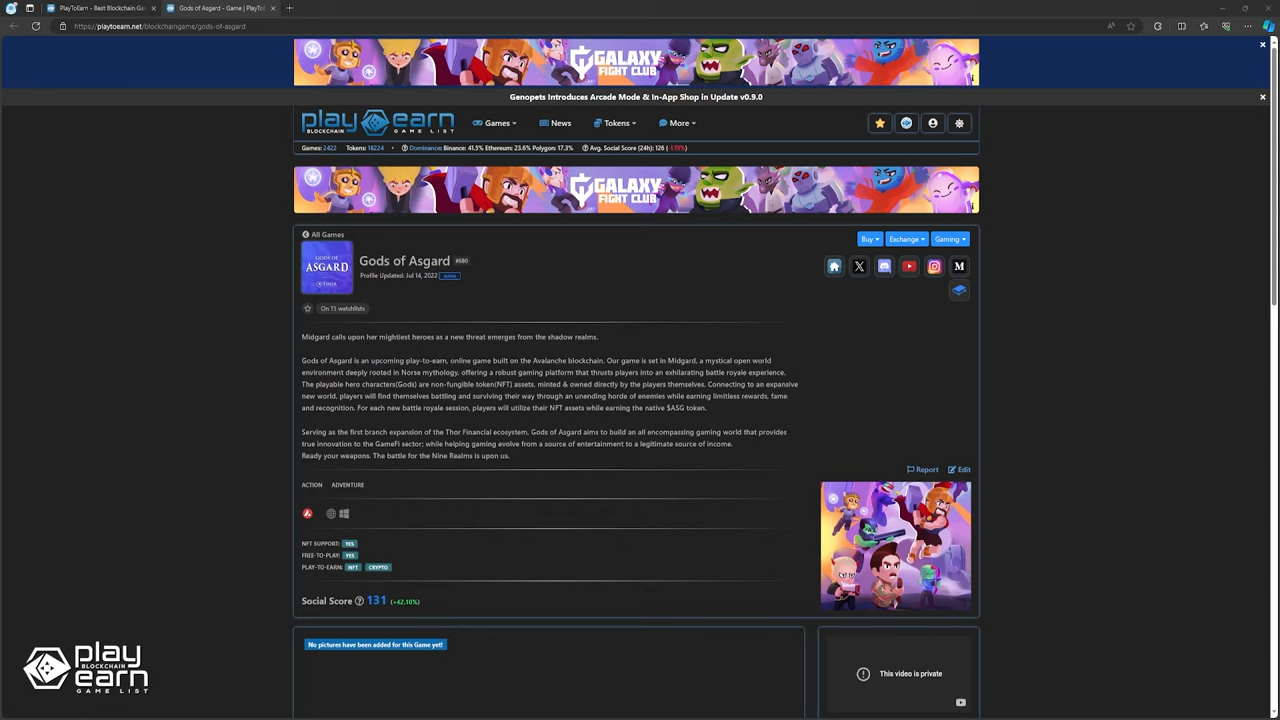 PlayToEarn - Best Blockchain Ga
Gods of Asgard - Game | PlayTo
https://playtoearn.net/blockchaingame/gods-of-asgard
GALAXY
FIGHT CLUB
Genopets Introduces Arcade Mode & In-App Shop in Update v0.9.0
play earn
BLOCKCHAIN GAME LIST
Games
News
Tokens
More
Games: 2422 Tokens: 18224 • Dominance: Binance: 41.5% Ethereum: 23.6% Polygon: 17.3% Avg. Social Score (24h): 126 (-1.15%)
GALAXY
FIGHT CLUB
All Games
Buy
Exchange
Gaming
GODS OF
ASGARD
THOR
Gods of Asgard #680
Profile Updated: Jul 14, 2022
On 15 watchlists
Midgard calls upon her mightiest heroes as a new threat emerges from the shadow realms.
Gods of Asgard is an upcoming play-to-earn, online game built on the Avalanche blockchain. Our game is set in Midgard, a mystical open world
environment deeply rooted in Norse mythology, offering a robust gaming platform that thrusts players into an exhilarating battle royale experience.
The playable hero characters(Gods) are non-fungible token(NFT) assets, minted & owned directly by the players themselves. Connecting to an expansive
new world, players will find themselves battling and surviving their way through an unending horde of enemies while earning limitless rewards, fame
and recognition. For each new battle royale session, players will utilize their NFT assets while earning the native $ASG token.
Serving as the first branch expansion of the Thor Financial ecosystem, Gods of Asgard aims to build an all encompassing gaming world that provides
true innovation to the GameFi sector; while helping gaming evolve from a source of entertainment to a legitimate source of income.
Ready your weapons. The battle for the Nine Realms is upon us.
Report
Edit
ACTION ADVENTURE
NFT SUPPORT: YES
FREE-TO-PLAY: YES
PLAY-TO-EARN: NFT CRYPTO
Social Score 131 (+42.10%)
No pictures have been added for this Game yet!
This video is private
play
BLOCKCHAIN
earn
GAME LIST